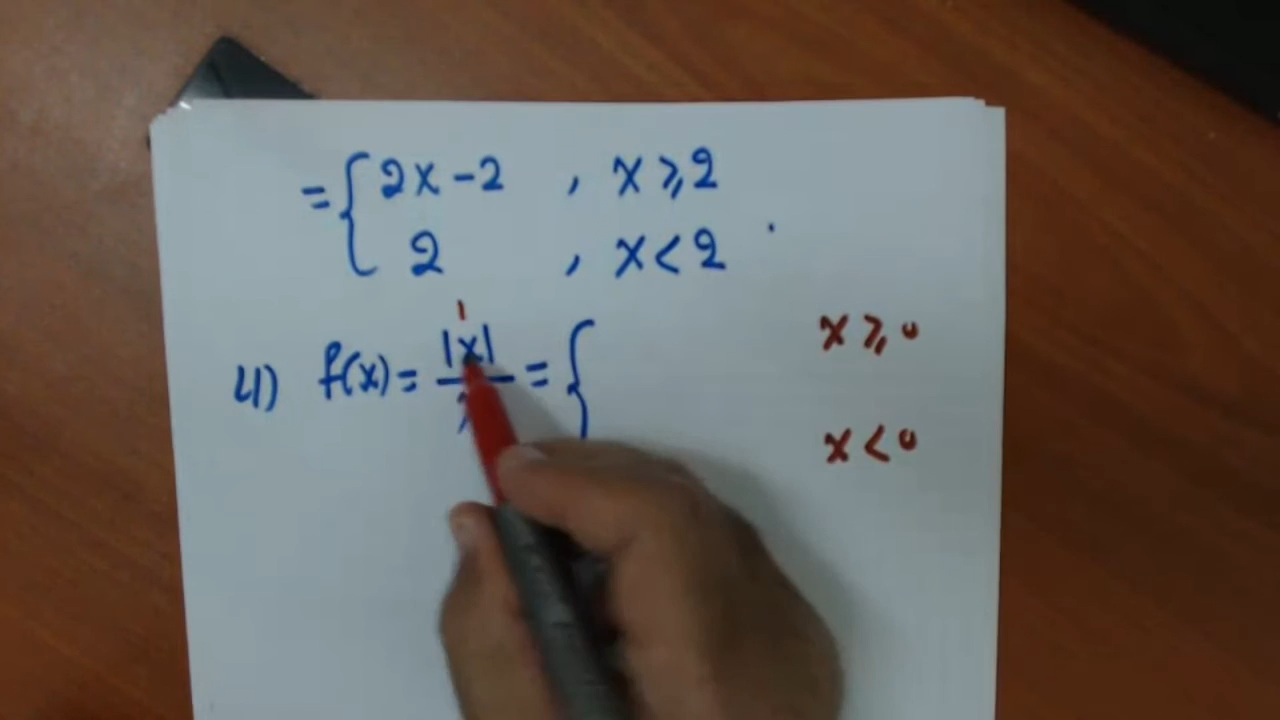 = { 2x - 2 , x ⩾ 2
2 , x < 2 .
4) f(x) = |x| / x = { x ⩾ 0
x < 0